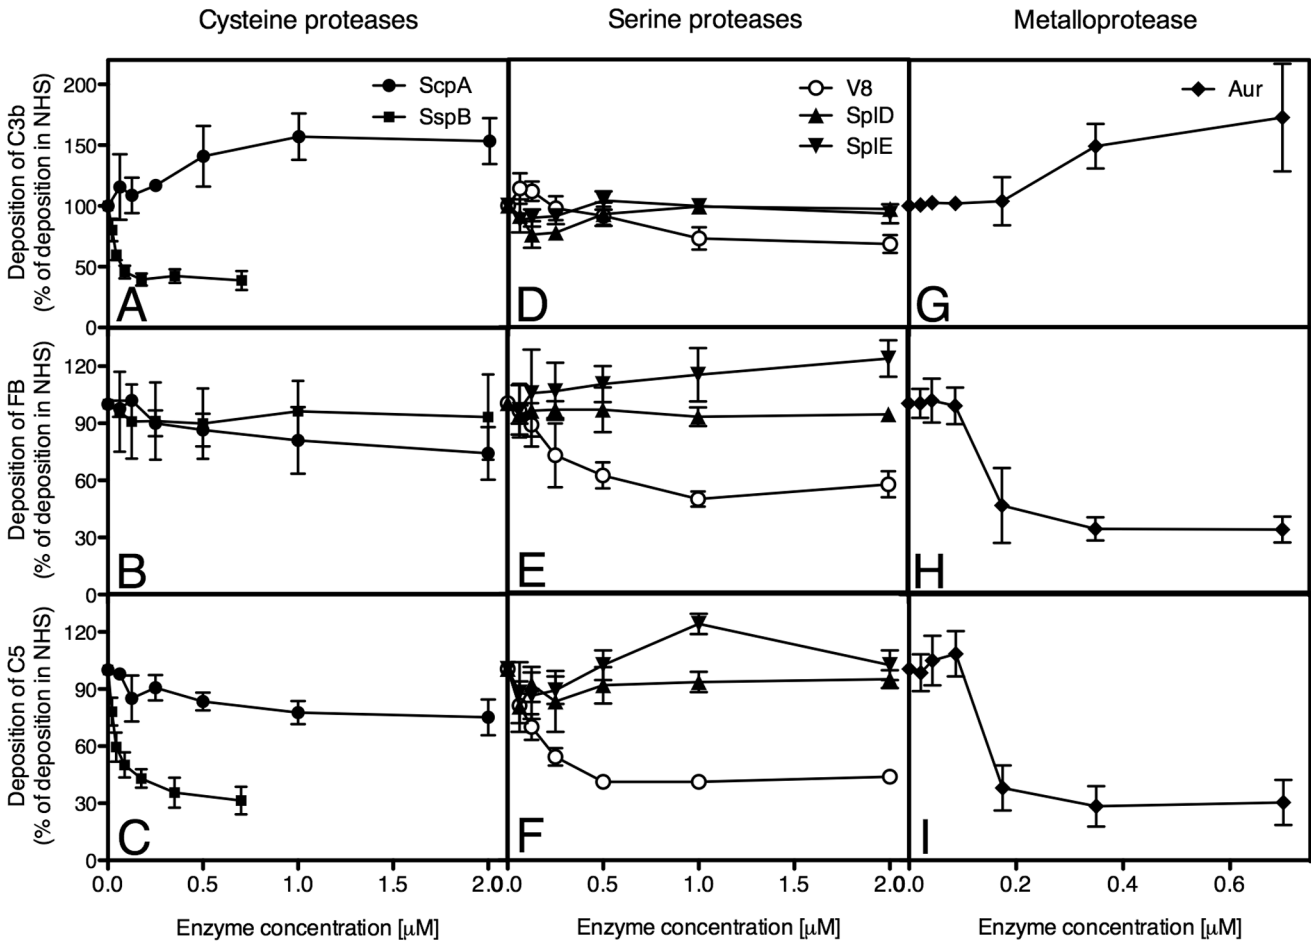 Cysteine proteases
Serine proteases
Metalloprotease
Deposition of C3b
(% of deposition in NHS)
200
150
100
50
0
ScpA
SspB
A
V8
SplD
SplE
D
Aur
G
Deposition of FB
(% of deposition in NHS)
120
90
60
30
0
B
E
H
Deposition of C5
(% of deposition in NHS)
120
90
60
30
0
C
F
I
0.0 0.5 1.0 1.5 2.0
0.0 0.5 1.0 1.5 2.0
0.0 0.2 0.4 0.6
Enzyme concentration [µM]
Enzyme concentration [µM]
Enzyme concentration [µM]